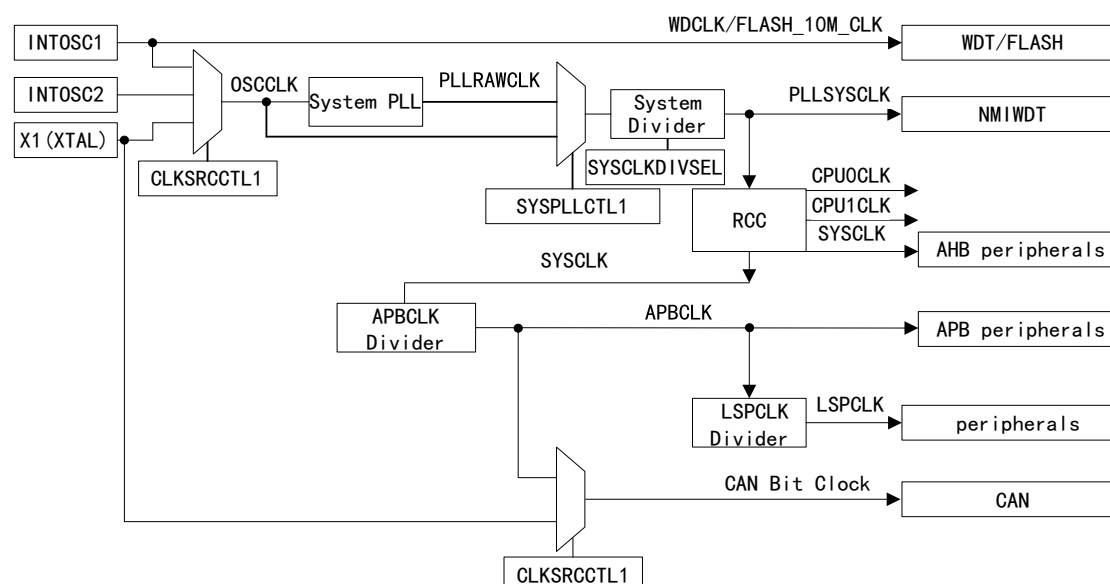 WDCLK/FLASH_10M_CLK
INTOSC1
WDT/FLASH
OSCCLK
PLLRAWCLK
INTOSC2
System PLL
System
Divider
PLLSYSCLK
NMIWDT
X1(XTAL)
CLKSRCCTL1
SYSCLKDIVSEL
CPU0CLK
SYSPLLCTL1
RCC
CPU1CLK
SYSCLK
AHB peripherals
SYSCLK
APBCLK
Divider
APBCLK
APB peripherals
LSPCLK
Divider
LSPCLK
peripherals
CAN Bit Clock
CAN
CLKSRCCTL1